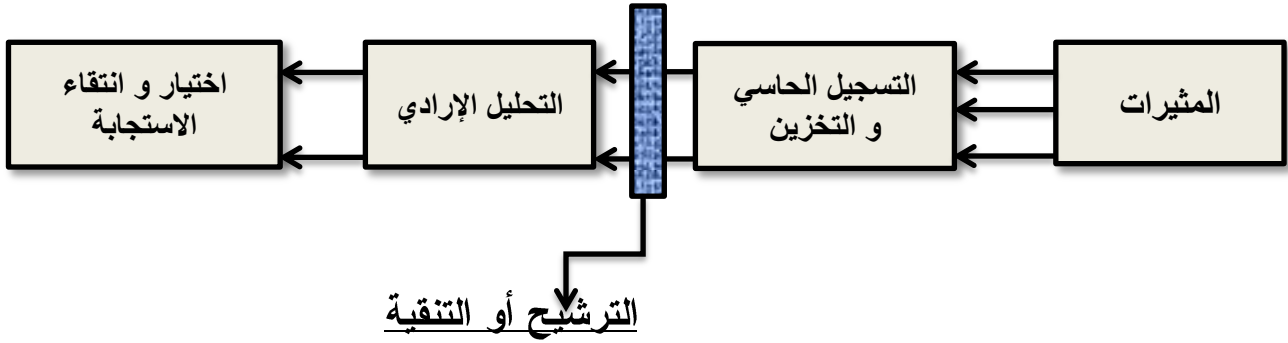 المثيرات
التسجيل الحاسي
و التخزين
التحليل الإرادي
اختيار و انتقاء
الاستجابة
الترشيح أو التنقية